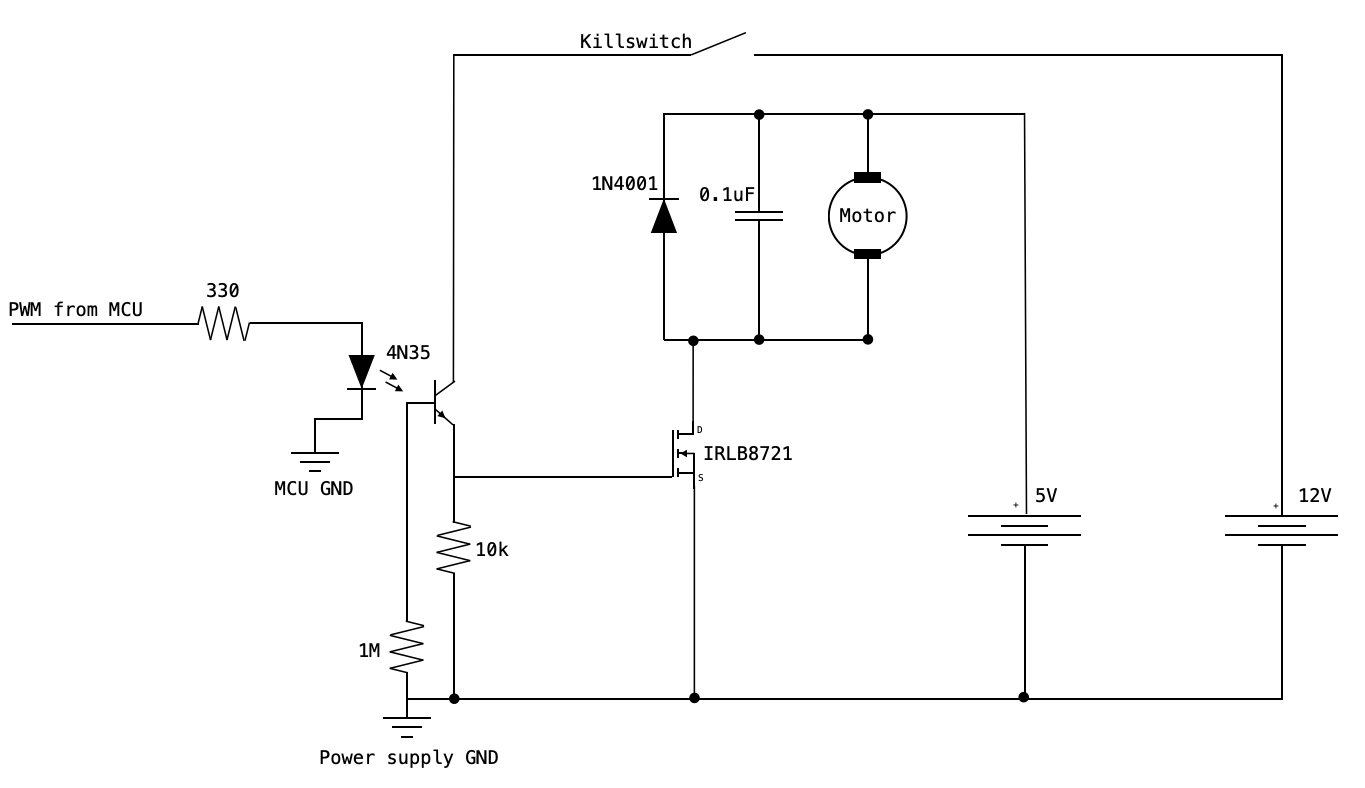 Killswitch
1N4001
0.1uF
Motor
330
PWM from MCU
4N35
D
IRLB8721
S
MCU GND
+ 5V
+ 12V
10k
1M
Power supply GND